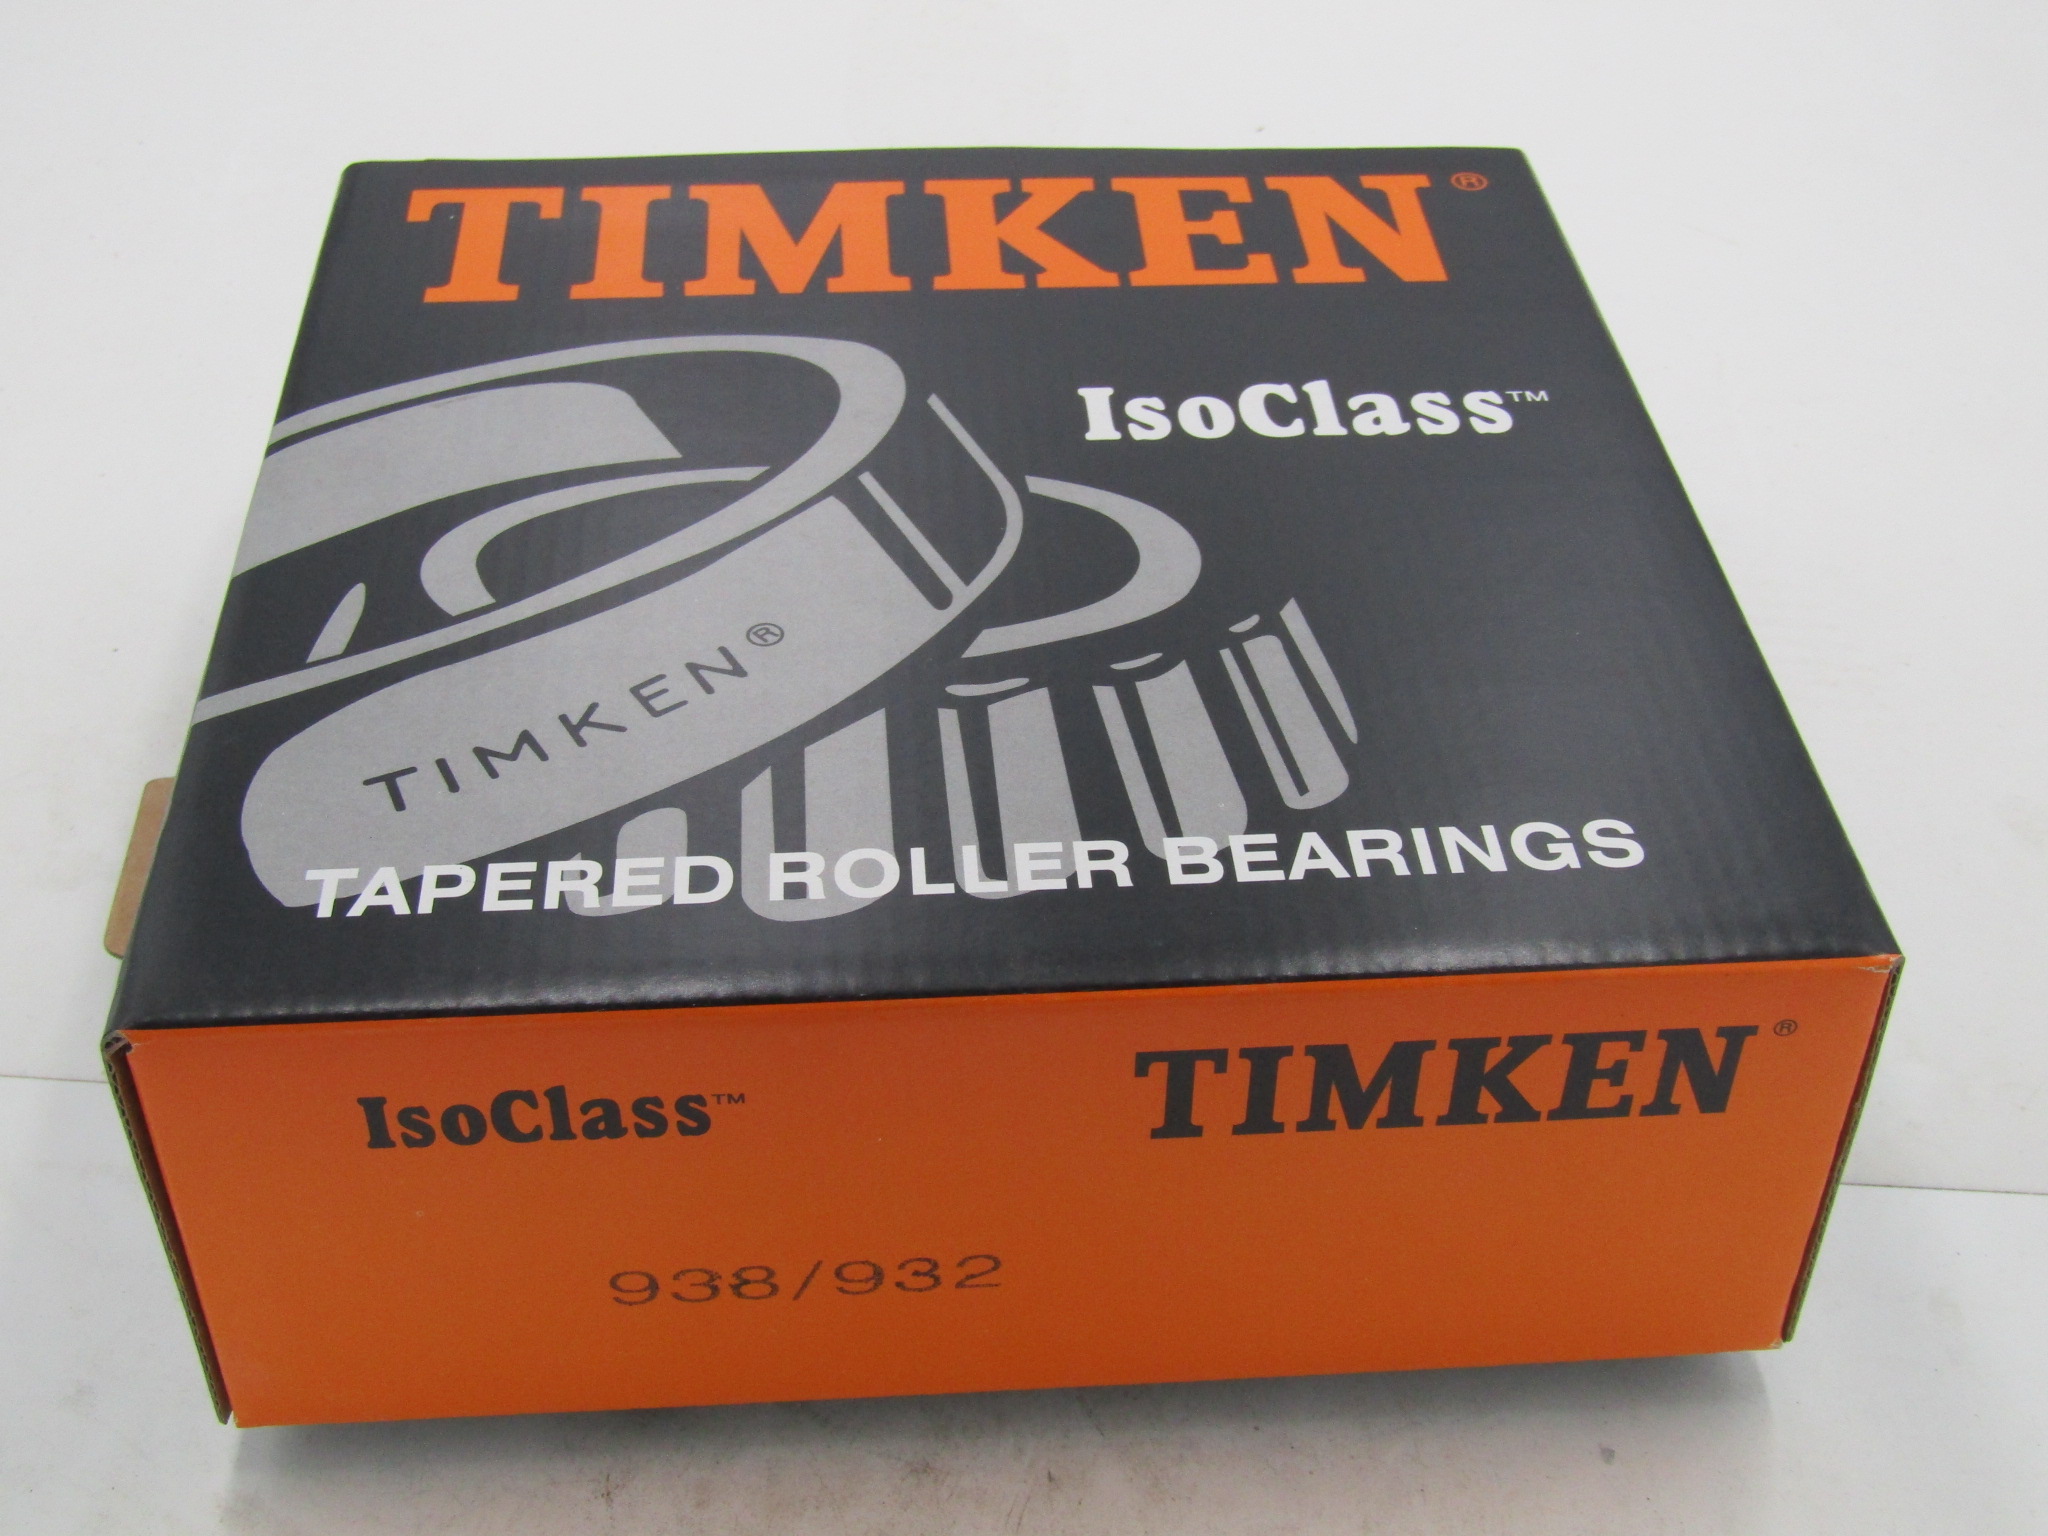 TIMKEN®
IsoClass™
TIMKEN®
TAPERED ROLLER BEARINGS
IsoClass™
TIMKEN®
938/932